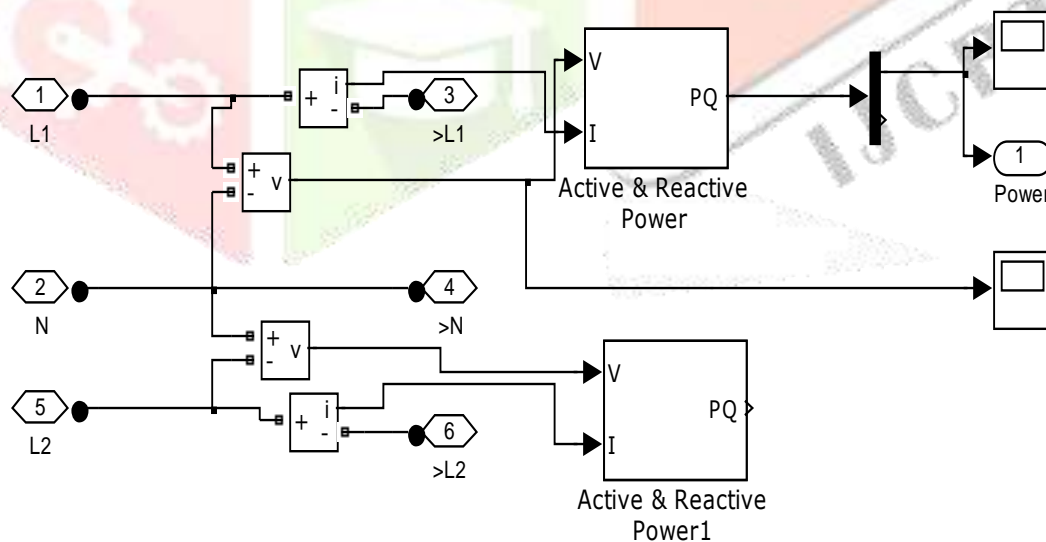 1
L1
+
i
-
3
>L1
+
-
v
V
I
PQ
Active & Reactive
Power
1
Power
2
N
4
>N
+
-
v
5
L2
+
i
-
6
>L2
V
I
PQ
Active & Reactive
Power1
IJCR